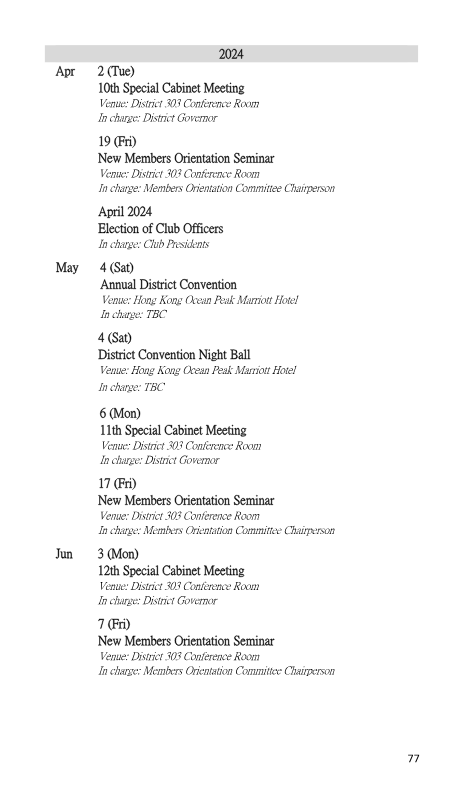 2024
Apr 2 (Tue)
10th Special Cabinet Meeting
Venue: District 303 Conference Room
In charge: District Governor
19 (Fri)
New Members Orientation Seminar
Venue: District 303 Conference Room
In charge: Members Orientation Committee Chairperson
April 2024
Election of Club Officers
In charge: Club Presidents
May 4 (Sat)
Annual District Convention
Venue: Hong Kong Ocean Peak Marriott Hotel
In charge: TBC
4 (Sat)
District Convention Night Ball
Venue: Hong Kong Ocean Peak Marriott Hotel
In charge: TBC
6 (Mon)
11th Special Cabinet Meeting
Venue: District 303 Conference Room
In charge: District Governor
17 (Fri)
New Members Orientation Seminar
Venue: District 303 Conference Room
In charge: Members Orientation Committee Chairperson
Jun 3 (Mon)
12th Special Cabinet Meeting
Venue: District 303 Conference Room
In charge: District Governor
7 (Fri)
New Members Orientation Seminar
Venue: District 303 Conference Room
In charge: Members Orientation Committee Chairperson
77